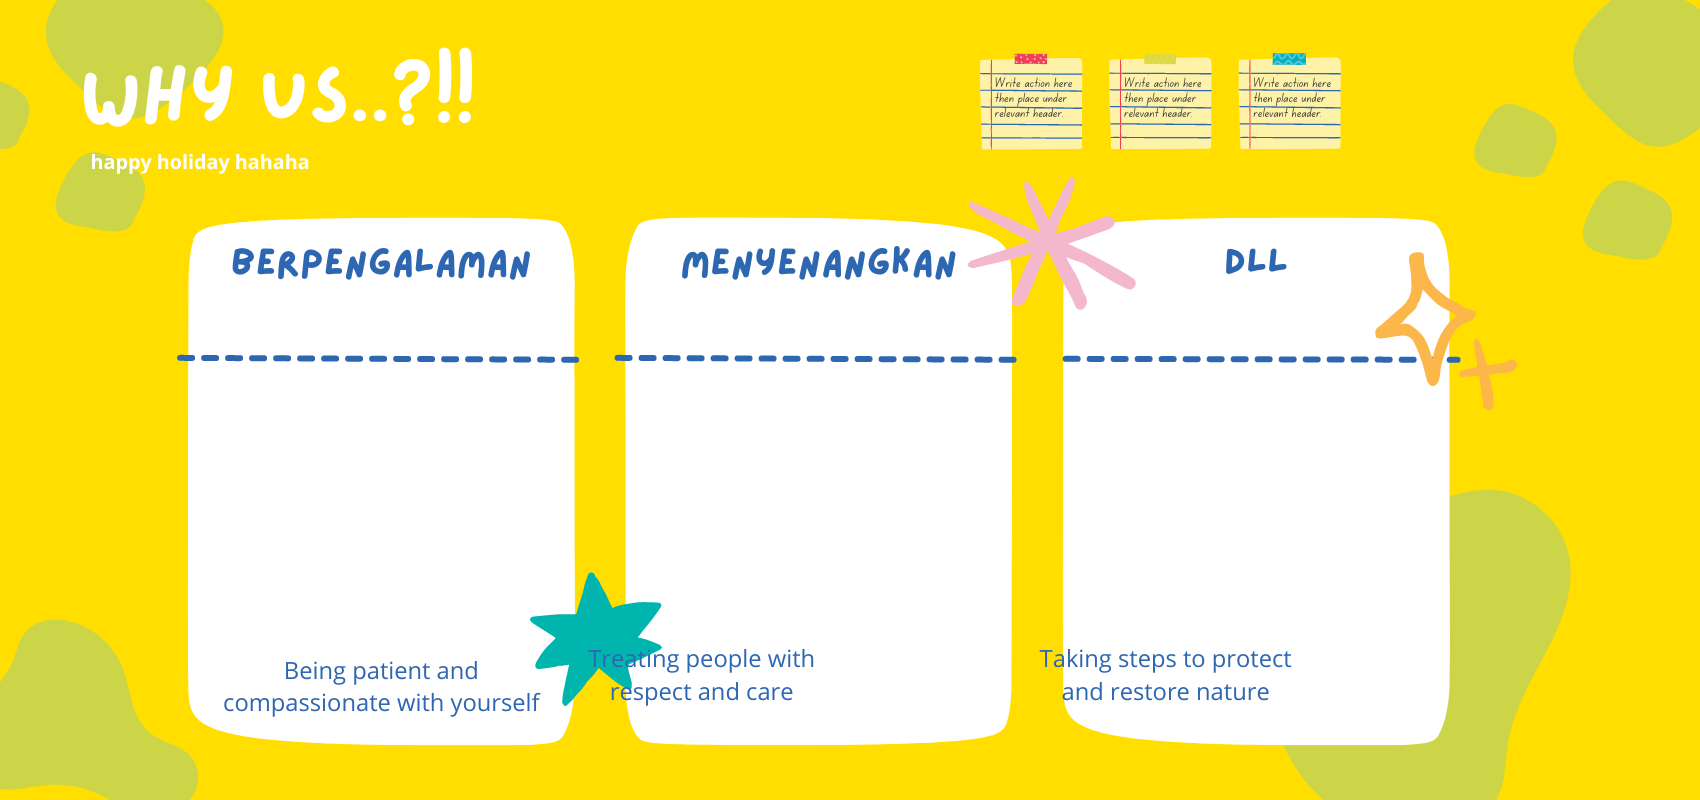 WHY US..?!!
happy holiday hahaha
Write action here
then place under
relevant header.
Write action here
then place under
relevant header.
Write action here
then place under
relevant header.
BERPENGALAMAN
MENYENANGKAN
DLL
Being patient and
compassionate with yourself
Treating people with
respect and care
Taking steps to protect
and restore nature